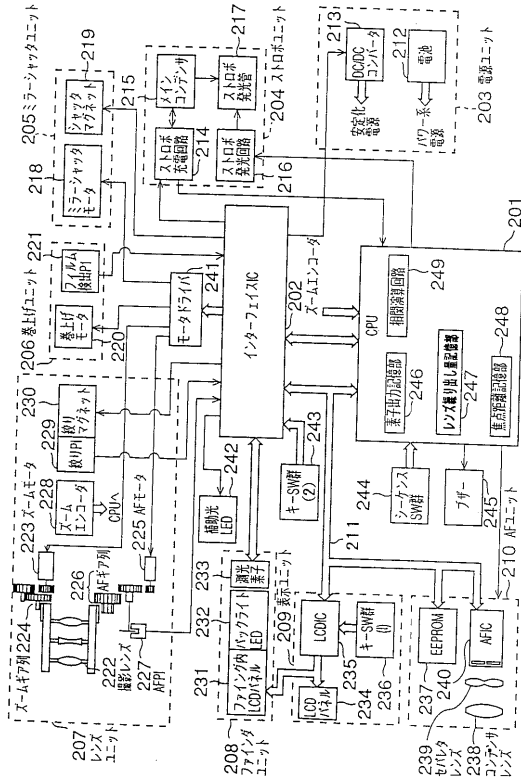 219
205 ミラーシャッタユニット
シャッタ
マグネット
218
ミラーシャッタ
モータ
206 巻上げユニット
221
フィルム
検出PI
巻上げ
モータ
220
217
215
メイン
コンデンサ
ストロボ
発光管
204 ストロボユニット
ストロボ
充電回路
214
ストロボ
発光回路
216
213
DC/DC
コンバータ
212
電池
安定化
電源
パワー系
電源
203 電源ユニット
230
229
絞り
マグネット
絞りPI
228
ズーム
エンコーダ
CPUへ
223 ズームモータ
225 AFモータ
226 AFギア列
ズームギア列
224
222
撮影レンズ
227
AFPI
207 レンズ
ユニット
モータドライバ
241
インターフェイスIC
202
ズームエンコーダ
補助光
LED
242
キーSW群
(2)
243
233
測光
素子
232
バックライト
LED
231
ファインダ内
LCDパネル
208
ファインダ
ユニット
209 表示ユニット
LCDIC
235
LCD
パネル
234
キーSW群
(1)
236
211
201
CPU
249
相関演算回路
素子出力記憶部
246
レンズ繰り出し量記憶部
247
248
焦点距離記憶部
244
シーケンス
SW群
ブザー
245
210 AFユニット
EEPROM
237
AFIC
240
239
セパレータ
レンズ
238
コンデンサ
レンズ